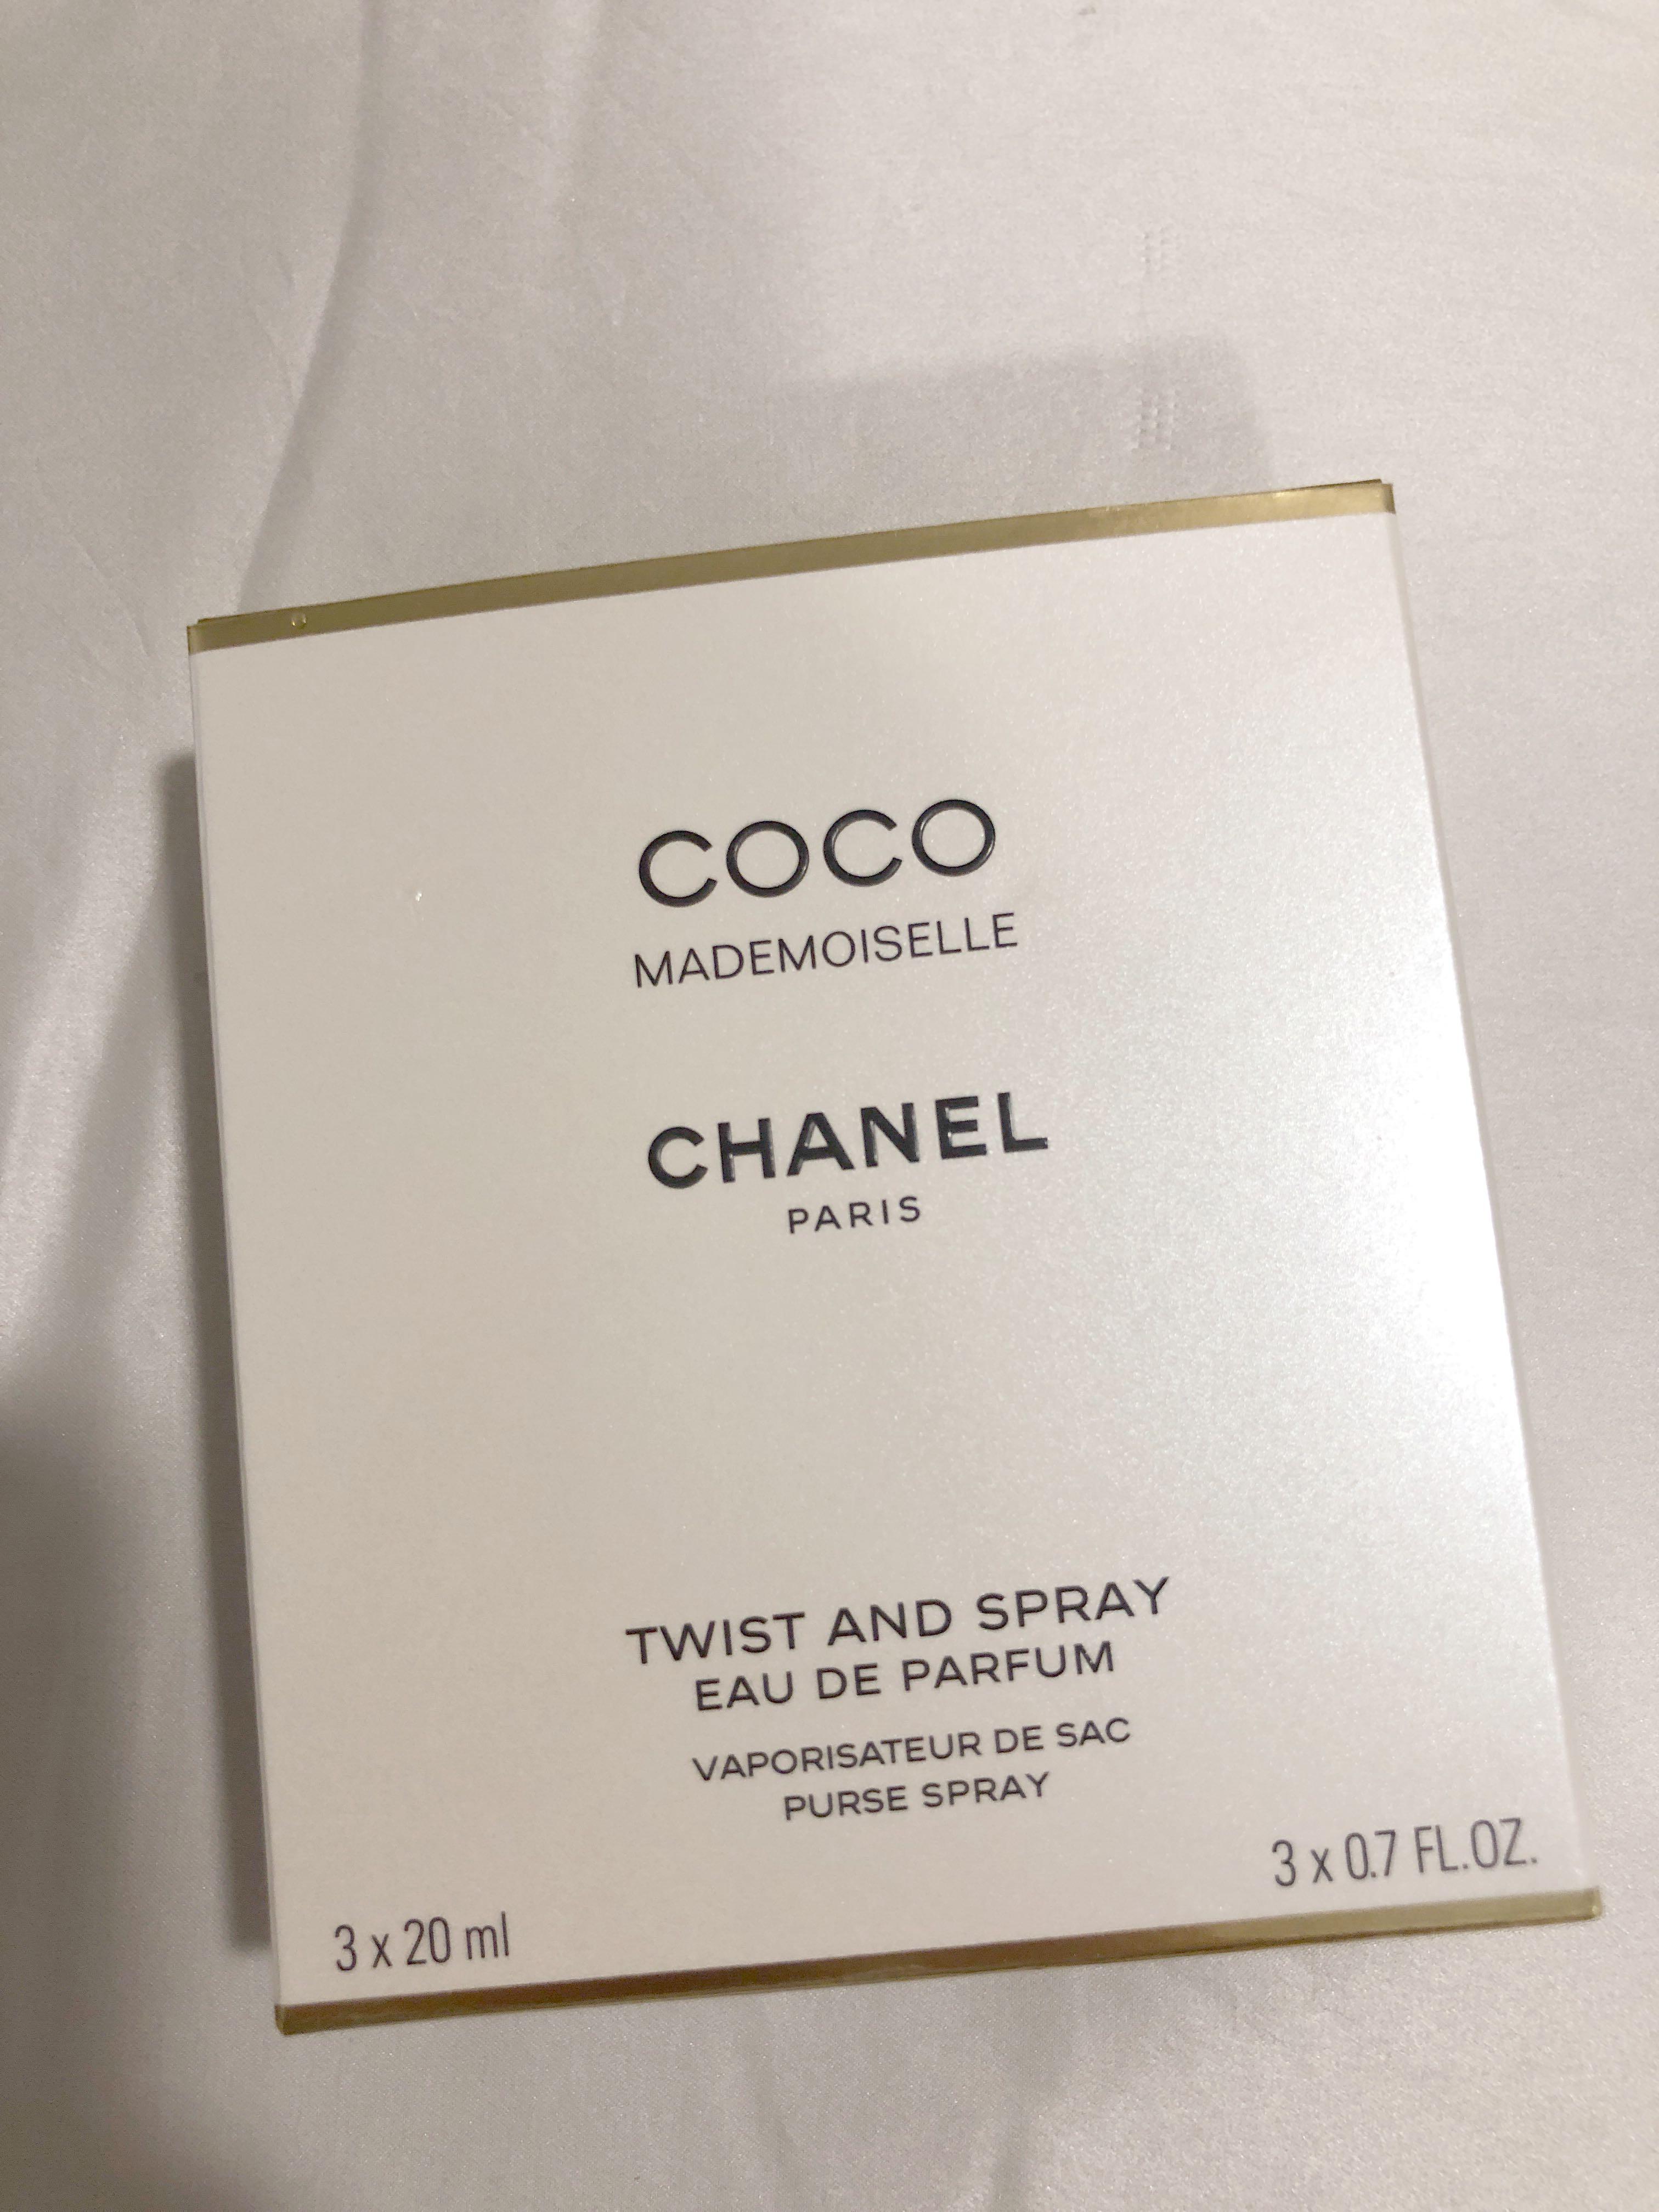 COCO
MADEMOISELLE
CHANEL
PARIS
TWIST AND SPRAY
EAU DE PARFUM
VAPORISATEUR DE SAC
PURSE SPRAY
3 x 20 ml
3 x 0.7 FL.OZ.